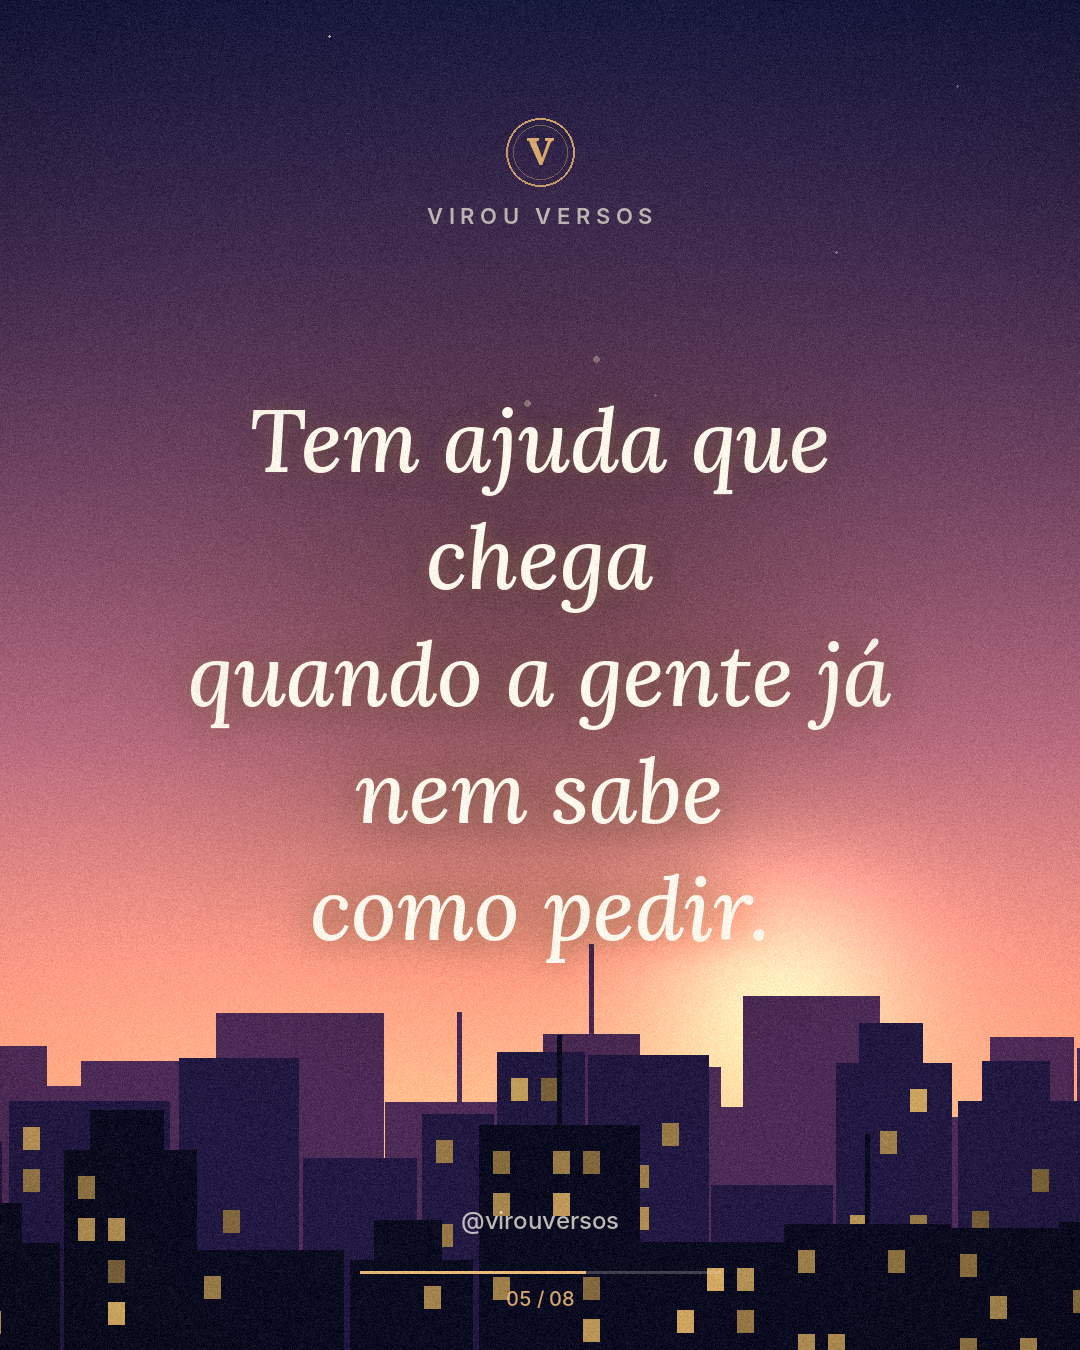 V
VIROU VERSOS
Tem ajuda que
chega
quando a gente já
nem sabe
como pedir.
@virouversos
05 / 08